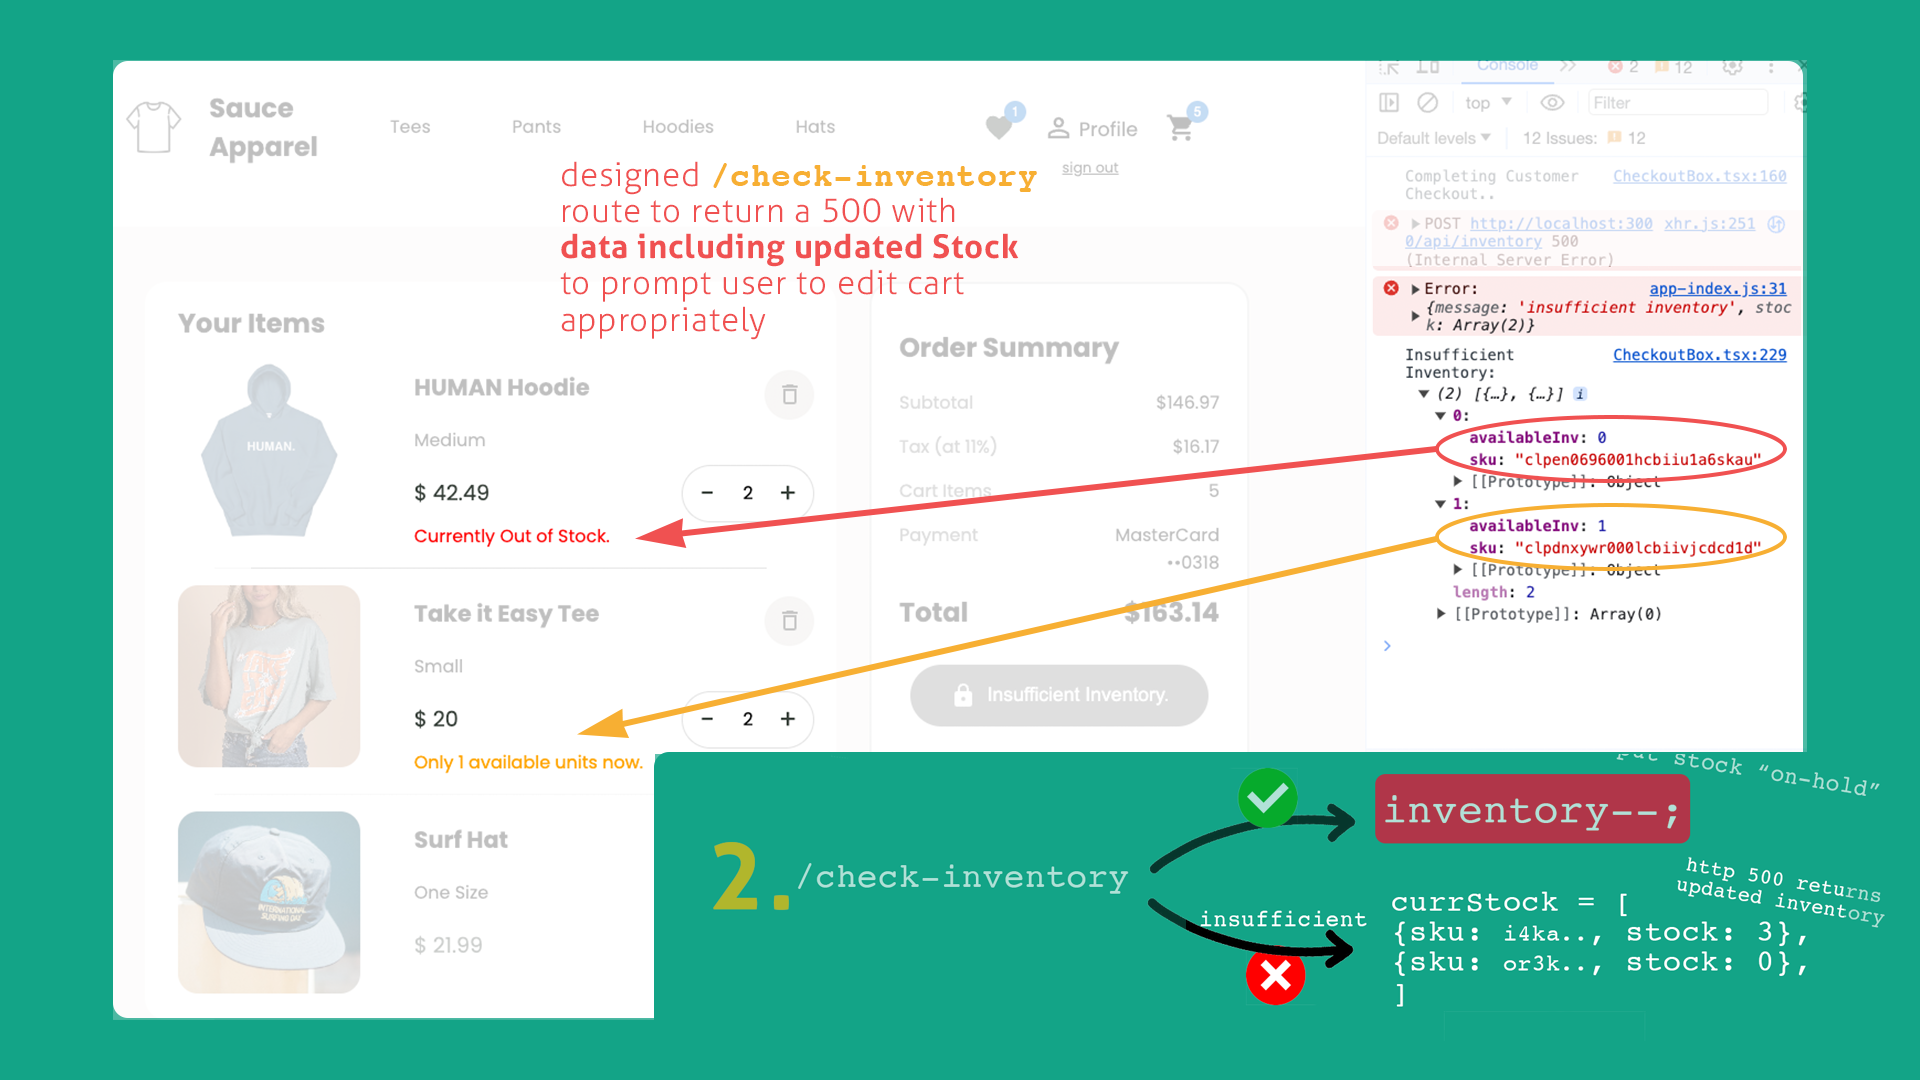 Sauce
Apparel
Tees
Pants
Hoodies
Hats
1
Profile
5
sign out
designed /check-inventory
route to return a 500 with
data including updated Stock
to prompt user to edit cart
appropriately
Your Items
HUMAN.
HUMAN Hoodie
Medium
$ 42.49
- 2 +
Currently Out of Stock.
Take it Easy Tee
Small
$ 20
- 2 +
Only 1 available units now.
INTERNATIONAL
SURFING DAY
Surf Hat
One Size
$ 21.99
Order Summary
Subtotal $146.97
Tax (at 11%) $16.17
Cart Items 5
Payment MasterCard
••0318
Total $163.14
Insufficient Inventory.
Console >> 2 12
top Filter
Default levels 12 Issues: 12
Completing Customer CheckoutBox.tsx:160
Checkout..
POST http://localhost:300 xhr.js:251
0/api/inventory 500
(Internal Server Error)
Error: app-index.js:31
{message: 'insufficient inventory', stoc
k: Array(2)}
Insufficient CheckoutBox.tsx:229
Inventory:
(2) [{…}, {…}] i
0:
availableInv: 0
sku: "clpen0696001hcbiiu1a6skau"
[[Prototype]]: Object
1:
availableInv: 1
sku: "clpdnxywr000lcbiivjcdcd1d"
[[Prototype]]: Object
length: 2
[[Prototype]]: Array(0)
>
2. /check-inventory
insufficient
put stock “on-hold”
inventory--;
http 500 returns
updated inventory
currStock = [
{sku: i4ka.., stock: 3},
{sku: or3k.., stock: 0},
]